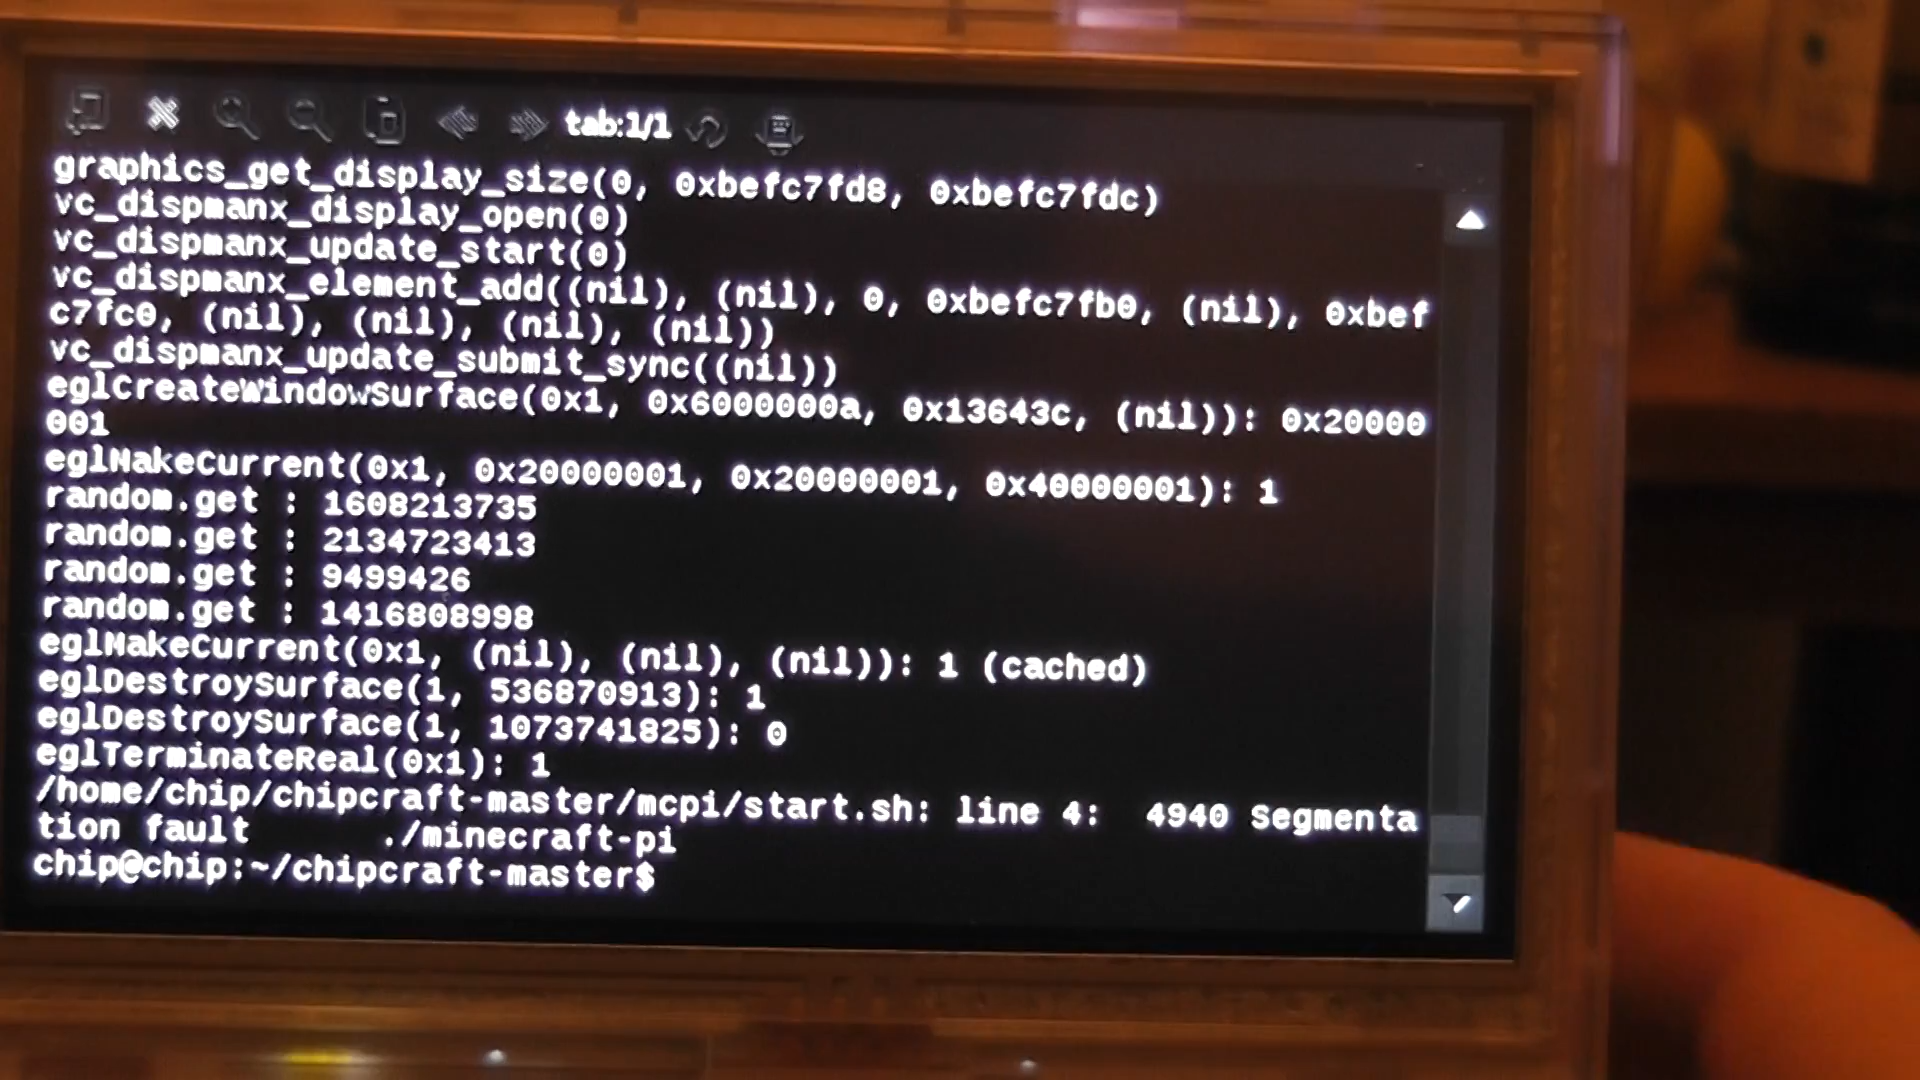 tab:1/1
graphics_get_display_size(0, 0xbefc7fd8, 0xbefc7fdc)
vc_dispmanx_display_open(0)
vc_dispmanx_update_start(0)
vc_dispmanx_element_add((nil), (nil), 0, 0xbefc7fb0, (nil), 0xbef
c7fc0, (nil), (nil), (nil), (nil))
vc_dispmanx_update_submit_sync((nil))
eglCreateWindowSurface(0x1, 0x6000000a, 0x13643c, (nil)): 0x20000
001
eglMakeCurrent(0x1, 0x20000001, 0x20000001, 0x40000001): 1
random.get : 1608213735
random.get : 2134723413
random.get : 9499426
random.get : 1416808998
eglMakeCurrent(0x1, (nil), (nil), (nil)): 1 (cached)
eglDestroySurface(1, 536870913): 1
eglDestroySurface(1, 1073741825): 0
eglTerminateReal(0x1): 1
/home/chip/chipcraft-master/mcpi/start.sh: line 4:  4940 Segmenta
tion fault      ./minecraft-pi
chip@chip:~/chipcraft-master$